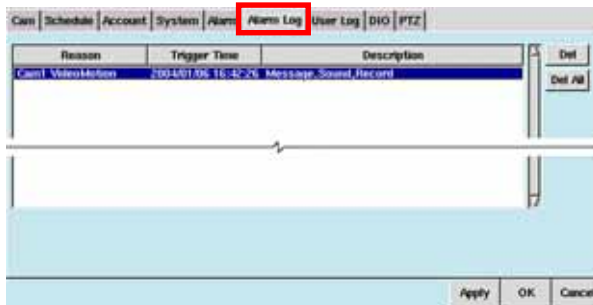 Cam Schedule Account System Alarm Alarm Log User Log DIO PTZ
Reason Trigger Time Description Del
Cam1 VideoMotion 2004/01/06 16:42:26 Message,Sound,Record
Del All
Apply OK Cancel